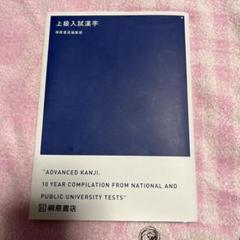 上級入試漢字
桐原書店編集部
"ADVANCED KANJI.
10 YEAR COMPILATION FROM NATIONAL AND
PUBLIC UNIVERSITY TESTS"
桐原書店